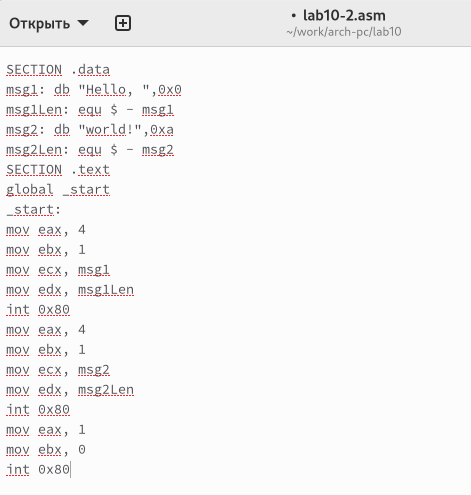 Открыть
• lab10-2.asm
~/work/arch-pc/lab10
SECTION .data
msg1: db "Hello, ",0x0
msg1Len: equ $ - msg1
msg2: db "world!",0xa
msg2Len: equ $ - msg2
SECTION .text
global _start
_start:
mov eax, 4
mov ebx, 1
mov ecx, msg1
mov edx, msg1Len
int 0x80
mov eax, 4
mov ebx, 1
mov ecx, msg2
mov edx, msg2Len
int 0x80
mov eax, 1
mov ebx, 0
int 0x80